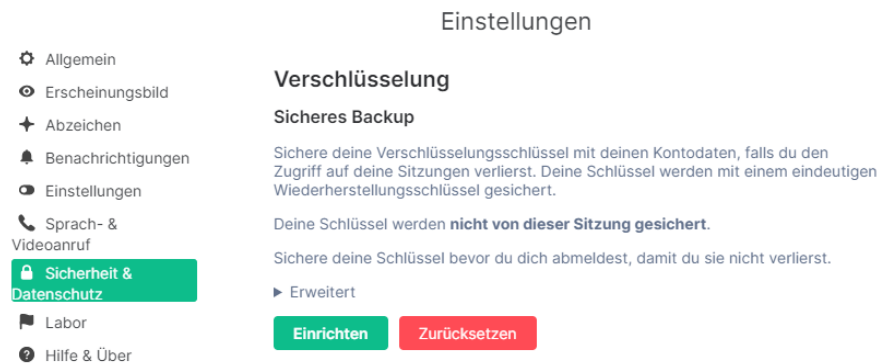 Einstellungen
Allgemein
Erscheinungsbild
Abzeichen
Benachrichtigungen
Einstellungen
Sprach- &
Videoanruf
Sicherheit &
Datenschutz
Labor
Hilfe & Über
Verschlüsselung
Sicheres Backup
Sichere deine Verschlüsselungsschlüssel mit deinen Kontodaten, falls du den
Zugriff auf deine Sitzungen verlierst. Deine Schlüssel werden mit einem eindeutigen
Wiederherstellungsschlüssel gesichert.
Deine Schlüssel werden nicht von dieser Sitzung gesichert.
Sichere deine Schlüssel bevor du dich abmeldest, damit du sie nicht verlierst.
Erweitert
Einrichten Zurücksetzen